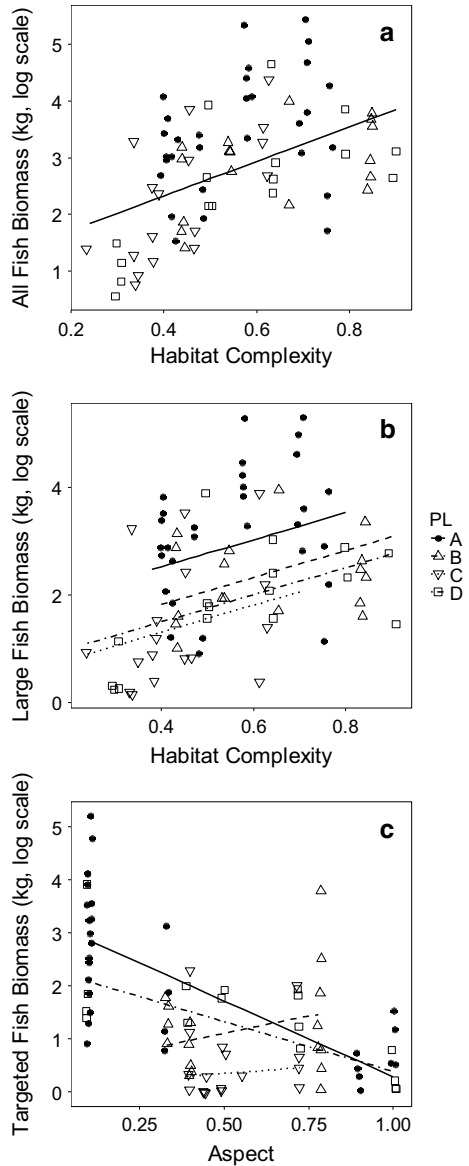 a
All Fish Biomass (kg, log scale)
5
4
3
2
1
0.2 0.4 0.6 0.8
Habitat Complexity
b
Large Fish Biomass (kg, log scale)
4
2
0
0.4 0.6 0.8
Habitat Complexity
PL
A
B
C
D
c
Targeted Fish Biomass (kg, log scale)
5
4
3
2
1
0
0.25 0.50 0.75 1.00
Aspect